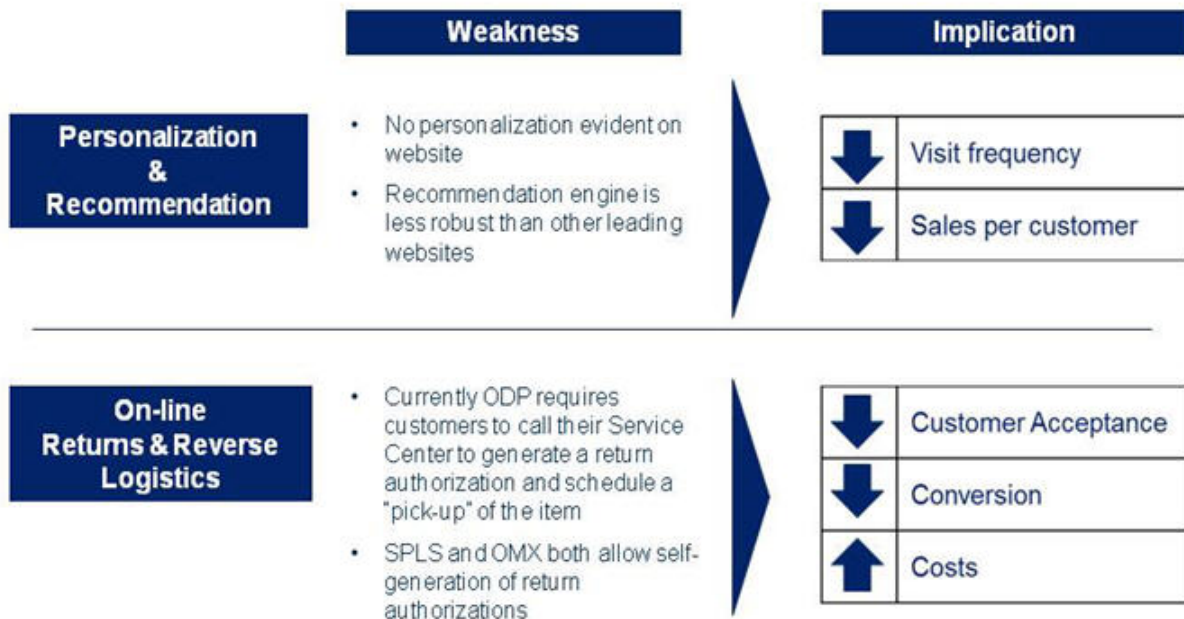 Weakness
Implication
Personalization
&
Recommendation
• No personalization evident on
website
• Recommendation engine is
less robust than other leading
websites
Visit frequency
Sales per customer
On-line
Returns & Reverse
Logistics
• Currently ODP requires
customers to call their Service
Center to generate a return
authorization and schedule a
"pick-up" of the item
• SPLS and OMX both allow self-
generation of return
authorizations
Customer Acceptance
Conversion
Costs